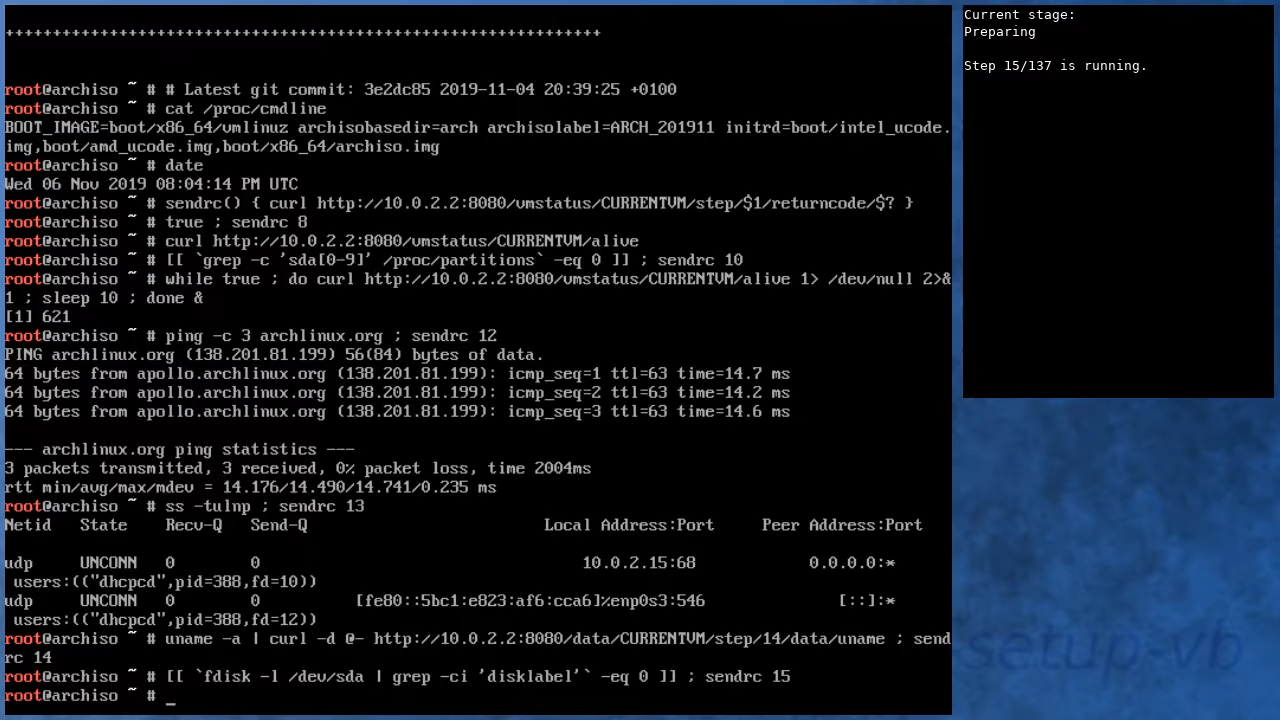 ++++++++++++++++++++++++++++++++++++++++++++++++++++++++++++++++
root@archiso ~ # # Latest git commit: 3e2dc85 2019-11-04 20:39:25 +0100
root@archiso ~ # cat /proc/cmdline
BOOT_IMAGE=boot/x86_64/vmlinuz archisobasedir=arch archisolabel=ARCH_201911 initrd=boot/intel_ucode.
img,boot/amd_ucode.img,boot/x86_64/archiso.img
root@archiso ~ # date
Wed 06 Nov 2019 08:04:14 PM UTC
root@archiso ~ # sendrc() { curl http://10.0.2.2:8080/vmstatus/CURRENTVM/step/$1/returncode/$? }
root@archiso ~ # true ; sendrc 8
root@archiso ~ # curl http://10.0.2.2:8080/vmstatus/CURRENTVM/alive
root@archiso ~ # [[ `grep -c 'sda[0-9]' /proc/partitions` -eq 0 ]] ; sendrc 10
root@archiso ~ # while true ; do curl http://10.0.2.2:8080/vmstatus/CURRENTVM/alive 1> /dev/null 2>&
1 ; sleep 10 ; done &
[1] 621
root@archiso ~ # ping -c 3 archlinux.org ; sendrc 12
PING archlinux.org (138.201.81.199) 56(84) bytes of data.
64 bytes from apollo.archlinux.org (138.201.81.199): icmp_seq=1 ttl=63 time=14.7 ms
64 bytes from apollo.archlinux.org (138.201.81.199): icmp_seq=2 ttl=63 time=14.2 ms
64 bytes from apollo.archlinux.org (138.201.81.199): icmp_seq=3 ttl=63 time=14.6 ms
--- archlinux.org ping statistics ---
3 packets transmitted, 3 received, 0% packet loss, time 2004ms
rtt min/avg/max/mdev = 14.176/14.490/14.741/0.235 ms
root@archiso ~ # ss -tulnp ; sendrc 13
Netid State Recv-Q Send-Q Local Address:Port Peer Address:Port
udp UNCONN 0 0 10.0.2.15:68 0.0.0.0:*
users:(("dhcpcd",pid=388,fd=10))
udp UNCONN 0 0 [fe80::5bc1:e823:af6:cca6]%enp0s3:546 [::]:*
users:(("dhcpcd",pid=388,fd=12))
root@archiso ~ # uname -a | curl -d @- http://10.0.2.2:8080/data/CURRENTVM/step/14/data/uname ; send
rc 14
root@archiso ~ # [[ `fdisk -l /dev/sda | grep -ci 'disklabel'` -eq 0 ]] ; sendrc 15
root@archiso ~ # _
Current stage:
Preparing
Step 15/137 is running.
setup-vb